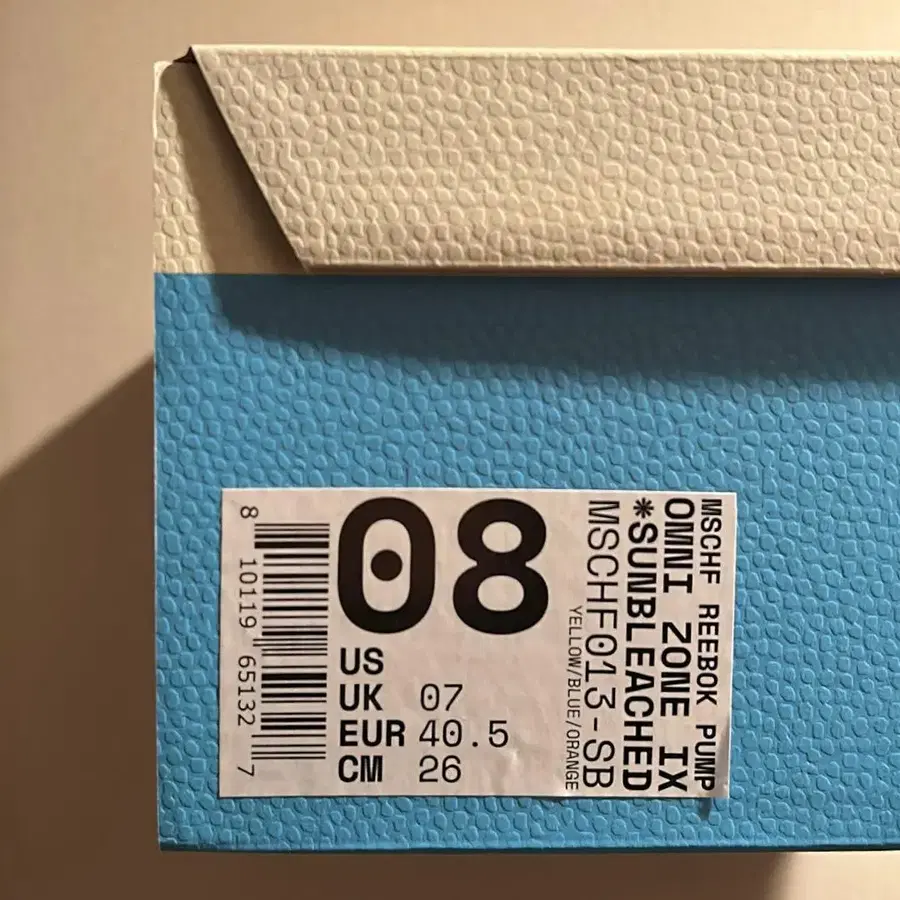 08
US
UK 07
EUR 40.5
CM 26
MSCHF REEBOK PUMP
OMNI ZONE IX
*SUNBLEACHED
MSCHF013-SB
YELLOW/BLUE/ORANGE
8 10119 65132 7